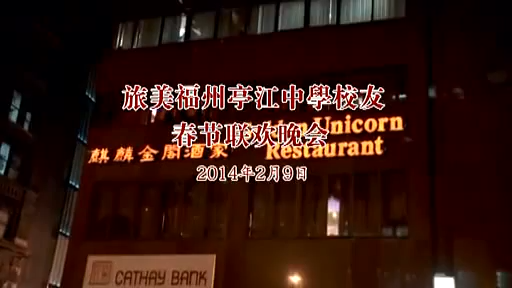 旅美福州亭江中學校友
春节联欢晚会
Unicorn
麒麟金閣酒家
Restaurant
2014年2月9日
CATHAY BANK